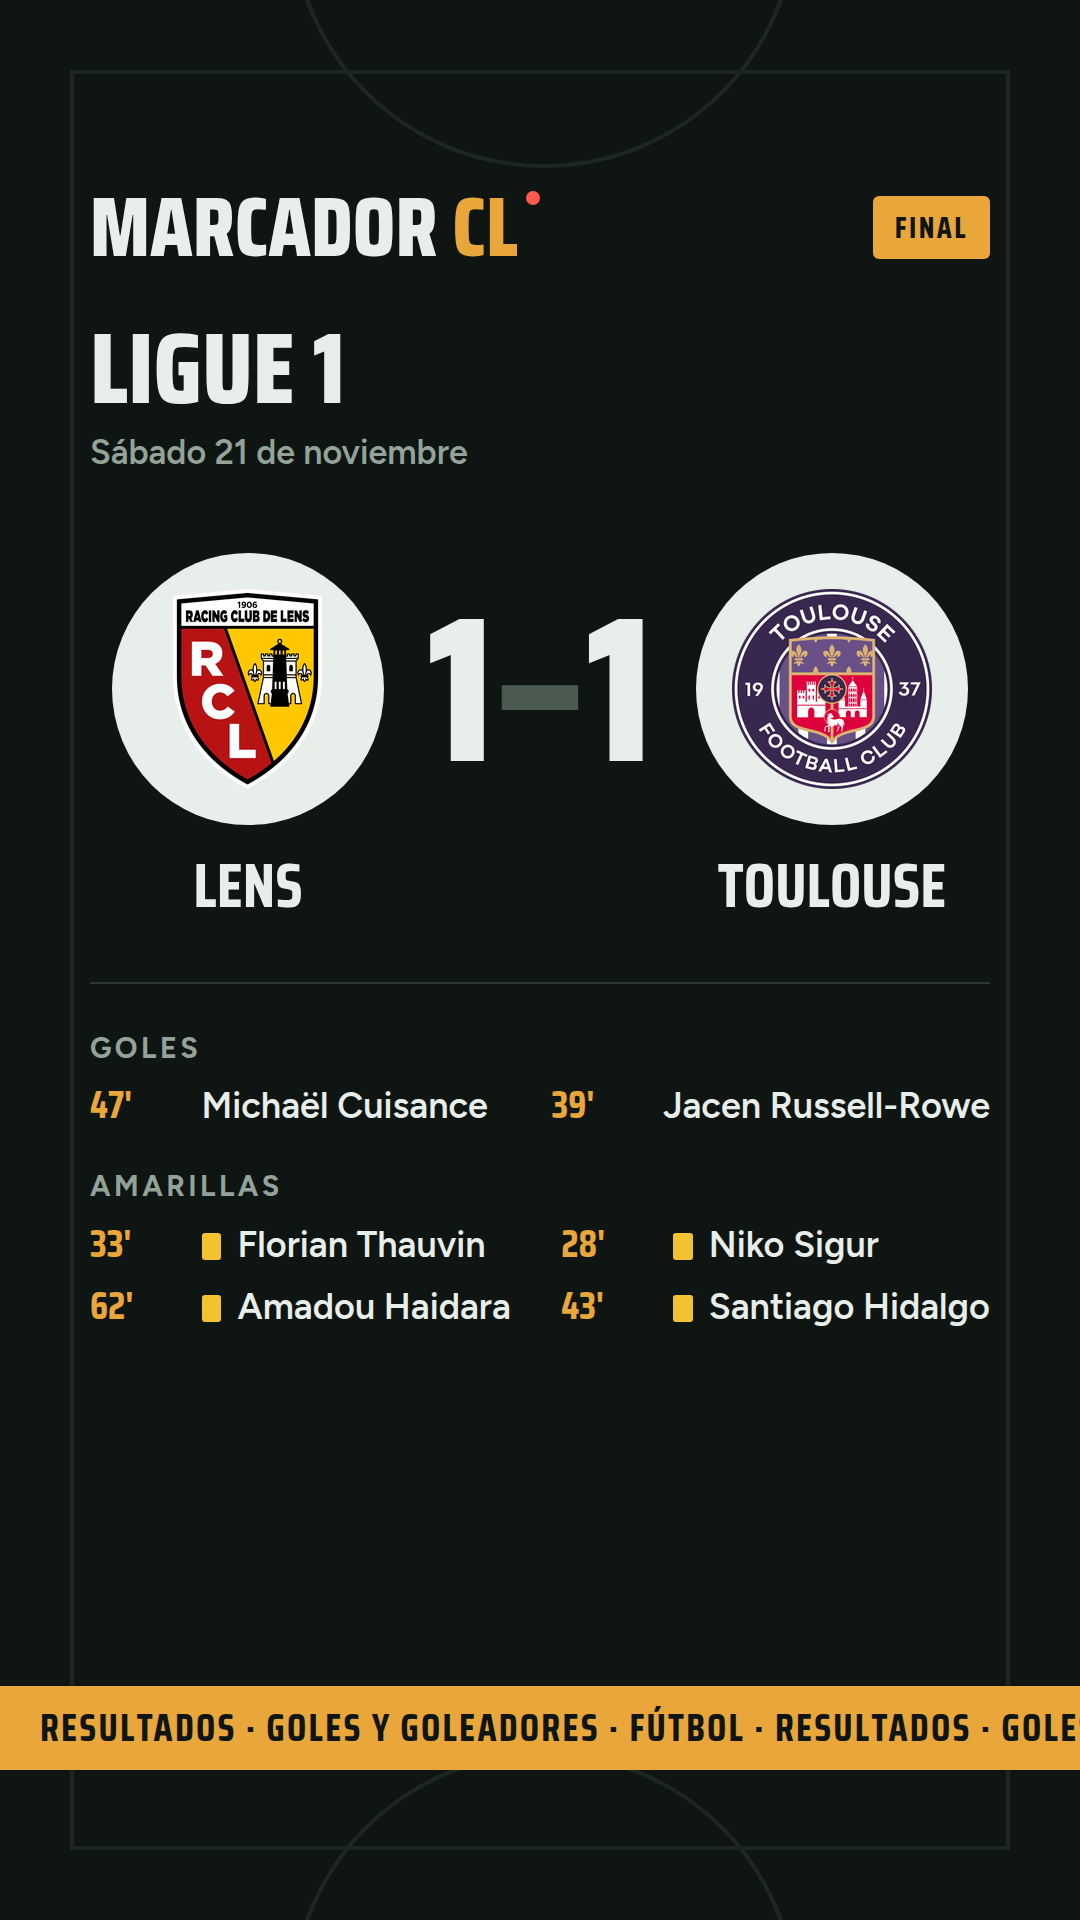 MARCADOR CL
FINAL
LIGUE 1
Sábado 21 de noviembre
1906
RACING CLUB DE LENS
R
C
L
1-1
TOULOUSE
19 37
FOOTBALL CLUB
LENS
TOULOUSE
GOLES
47' Michaël Cuisance 39' Jacen Russell-Rowe
AMARILLAS
33' Florian Thauvin 28' Niko Sigur
62' Amadou Haidara 43' Santiago Hidalgo
RESULTADOS · GOLES Y GOLEADORES · FÚTBOL · RESULTADOS · GOLES